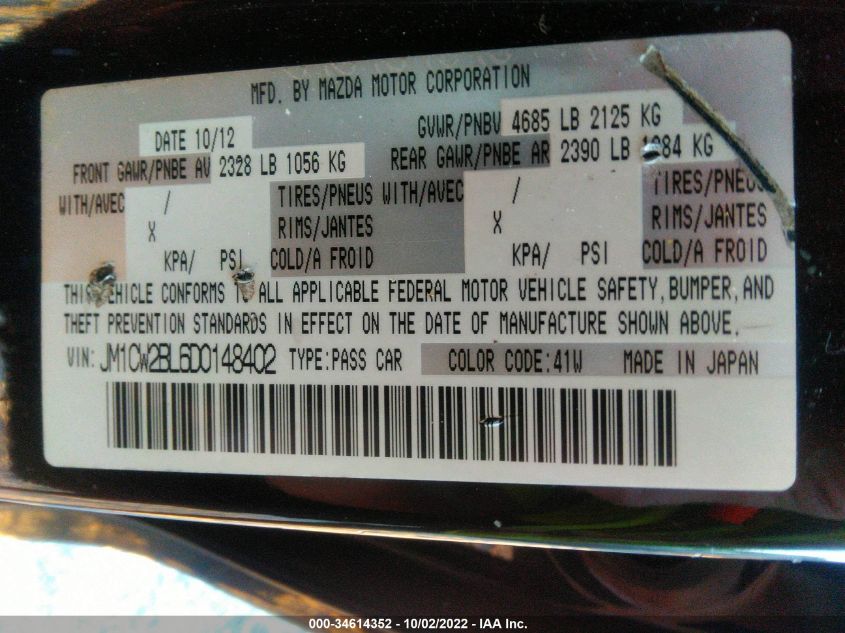 MFD. BY MAZDA MOTOR CORPORATION
DATE 10/12 GVWR/PNBV 4685 LB 2125 KG
FRONT GAWR/PNBE AV 2328 LB 1056 KG REAR GAWR/PNBE AR 2390 LB 1084 KG
WITH/AVEC / TIRES/PNEUS WITH/AVEC / TIRES/PNEUS
X RIMS/JANTES X RIMS/JANTES
KPA/ PSI COLD/A FROID KPA/ PSI COLD/A FROID
THIS VEHICLE CONFORMS TO ALL APPLICABLE FEDERAL MOTOR VEHICLE SAFETY, BUMPER, AND
THEFT PREVENTION STANDARDS IN EFFECT ON THE DATE OF MANUFACTURE SHOWN ABOVE.
VIN: JM1CW2BL6D0148402 TYPE:PASS CAR COLOR CODE:41W MADE IN JAPAN
000-34614352 - 10/02/2022 - IAA Inc.